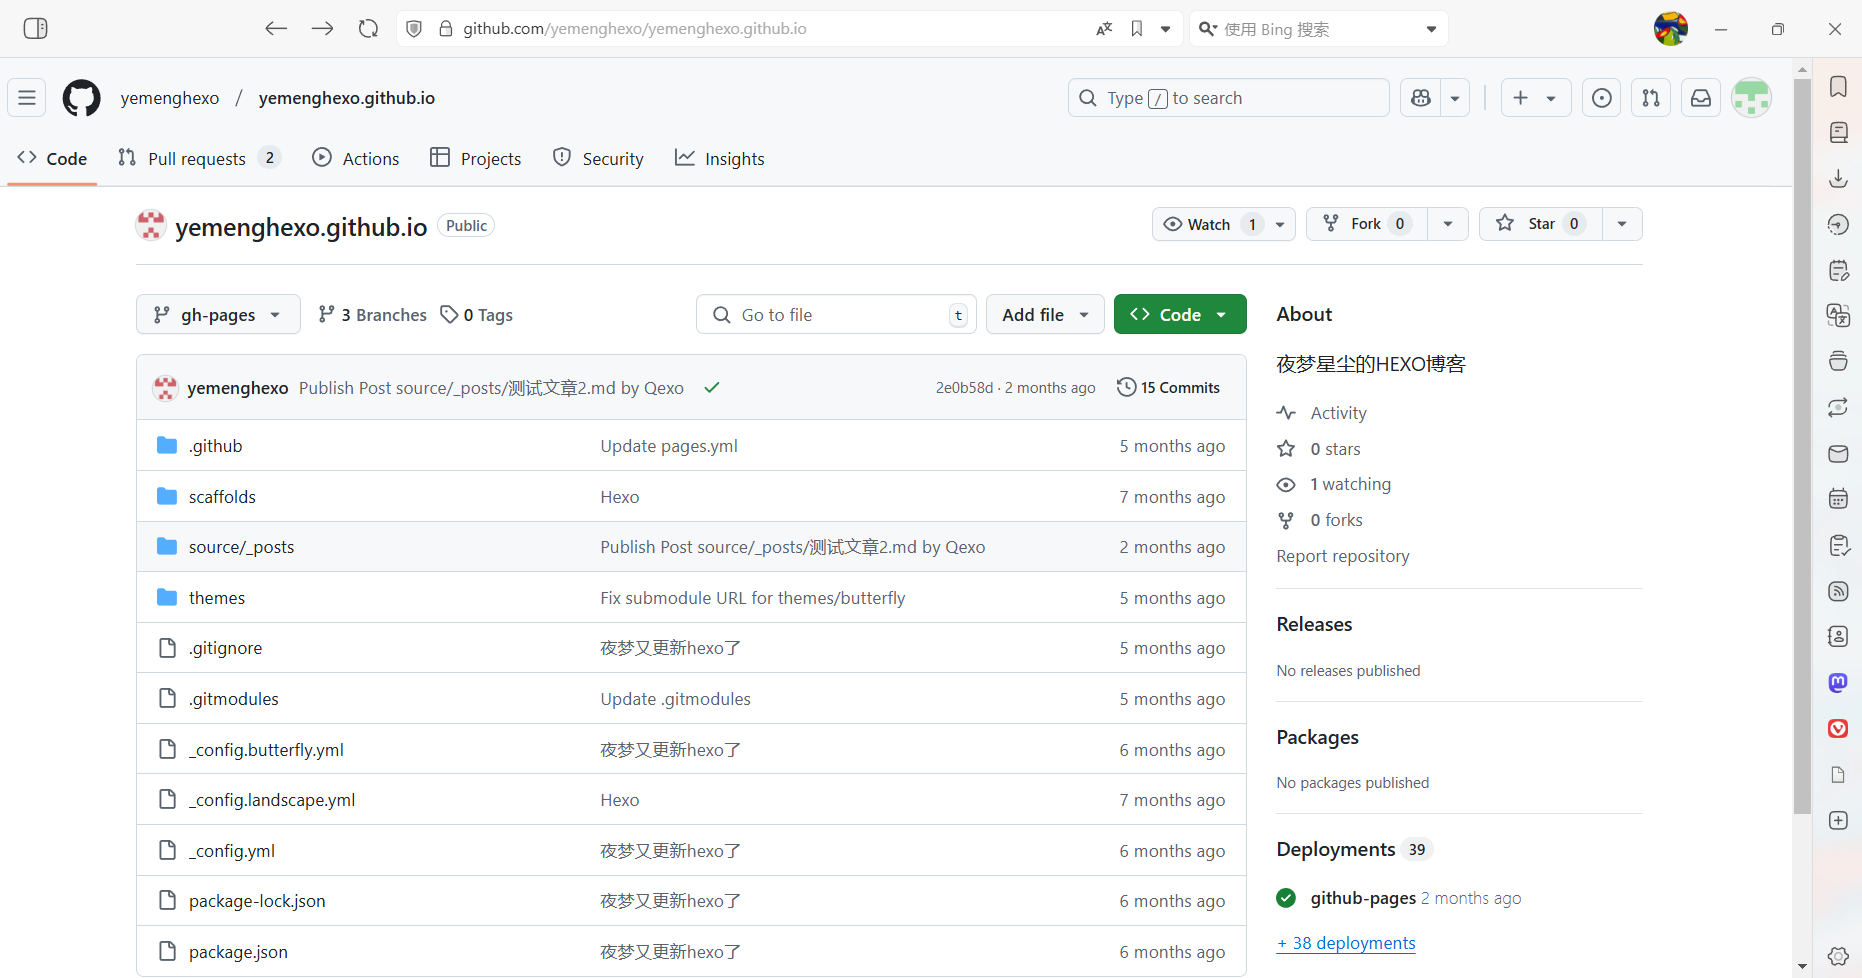 github.com/yemenghexo/yemenghexo.github.io
使用 Bing 搜索
yemenghexo / yemenghexo.github.io
Type / to search
Code
Pull requests 2
Actions
Projects
Security
Insights
yemenghexo.github.io Public
Watch 1
Fork 0
Star 0
gh-pages
3 Branches
0 Tags
Go to file t
Add file
Code
yemenghexo Publish Post source/_posts/测试文章2.md by Qexo 2e0b58d · 2 months ago 15 Commits
.github Update pages.yml 5 months ago
scaffolds Hexo 7 months ago
source/_posts Publish Post source/_posts/测试文章2.md by Qexo 2 months ago
themes Fix submodule URL for themes/butterfly 5 months ago
.gitignore 夜梦又更新hexo了 5 months ago
.gitmodules Update .gitmodules 5 months ago
_config.butterfly.yml 夜梦又更新hexo了 6 months ago
_config.landscape.yml Hexo 7 months ago
_config.yml 夜梦又更新hexo了 6 months ago
package-lock.json 夜梦又更新hexo了 6 months ago
package.json 夜梦又更新hexo了 6 months ago
About
夜梦星尘的HEXO博客
Activity
0 stars
1 watching
0 forks
Report repository
Releases
No releases published
Packages
No packages published
Deployments 39
github-pages 2 months ago
+ 38 deployments